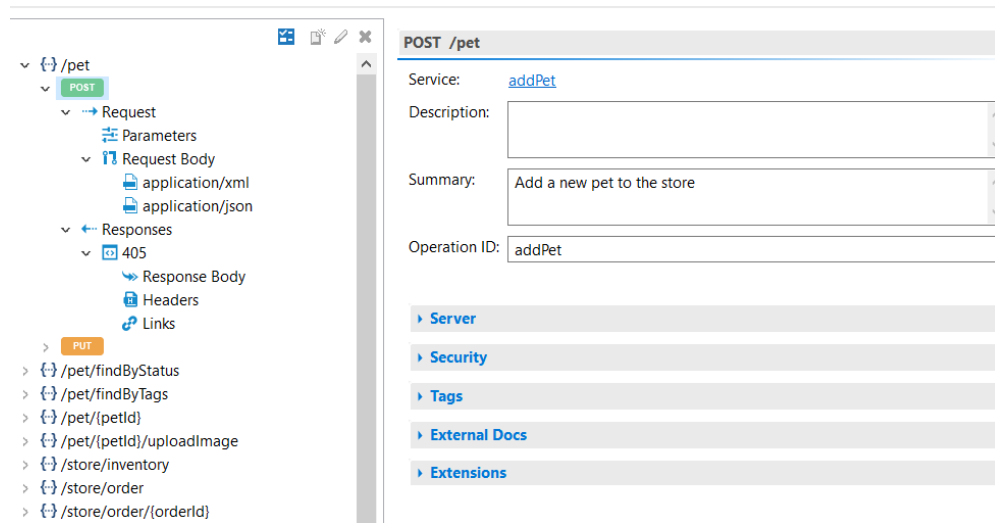 /pet
POST
Request
Parameters
Request Body
application/xml
application/json
Responses
405
Response Body
Headers
Links
PUT
/pet/findByStatus
/pet/findByTags
/pet/{petId}
/pet/{petId}/uploadImage
/store/inventory
/store/order
/store/order/{orderId}
POST /pet
Service: addPet
Description:
Summary: Add a new pet to the store
Operation ID: addPet
Server
Security
Tags
External Docs
Extensions